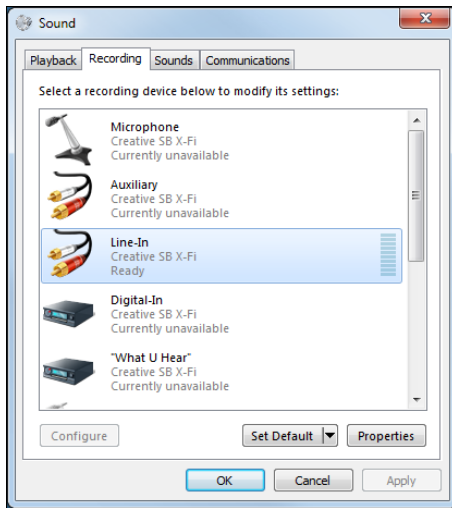 Sound
Playback Recording Sounds Communications
Select a recording device below to modify its settings:
Microphone
Creative SB X-Fi
Currently unavailable
Auxiliary
Creative SB X-Fi
Currently unavailable
Line-In
Creative SB X-Fi
Ready
Digital-In
Creative SB X-Fi
Currently unavailable
"What U Hear"
Creative SB X-Fi
Currently unavailable
Configure Set Default Properties
OK Cancel Apply